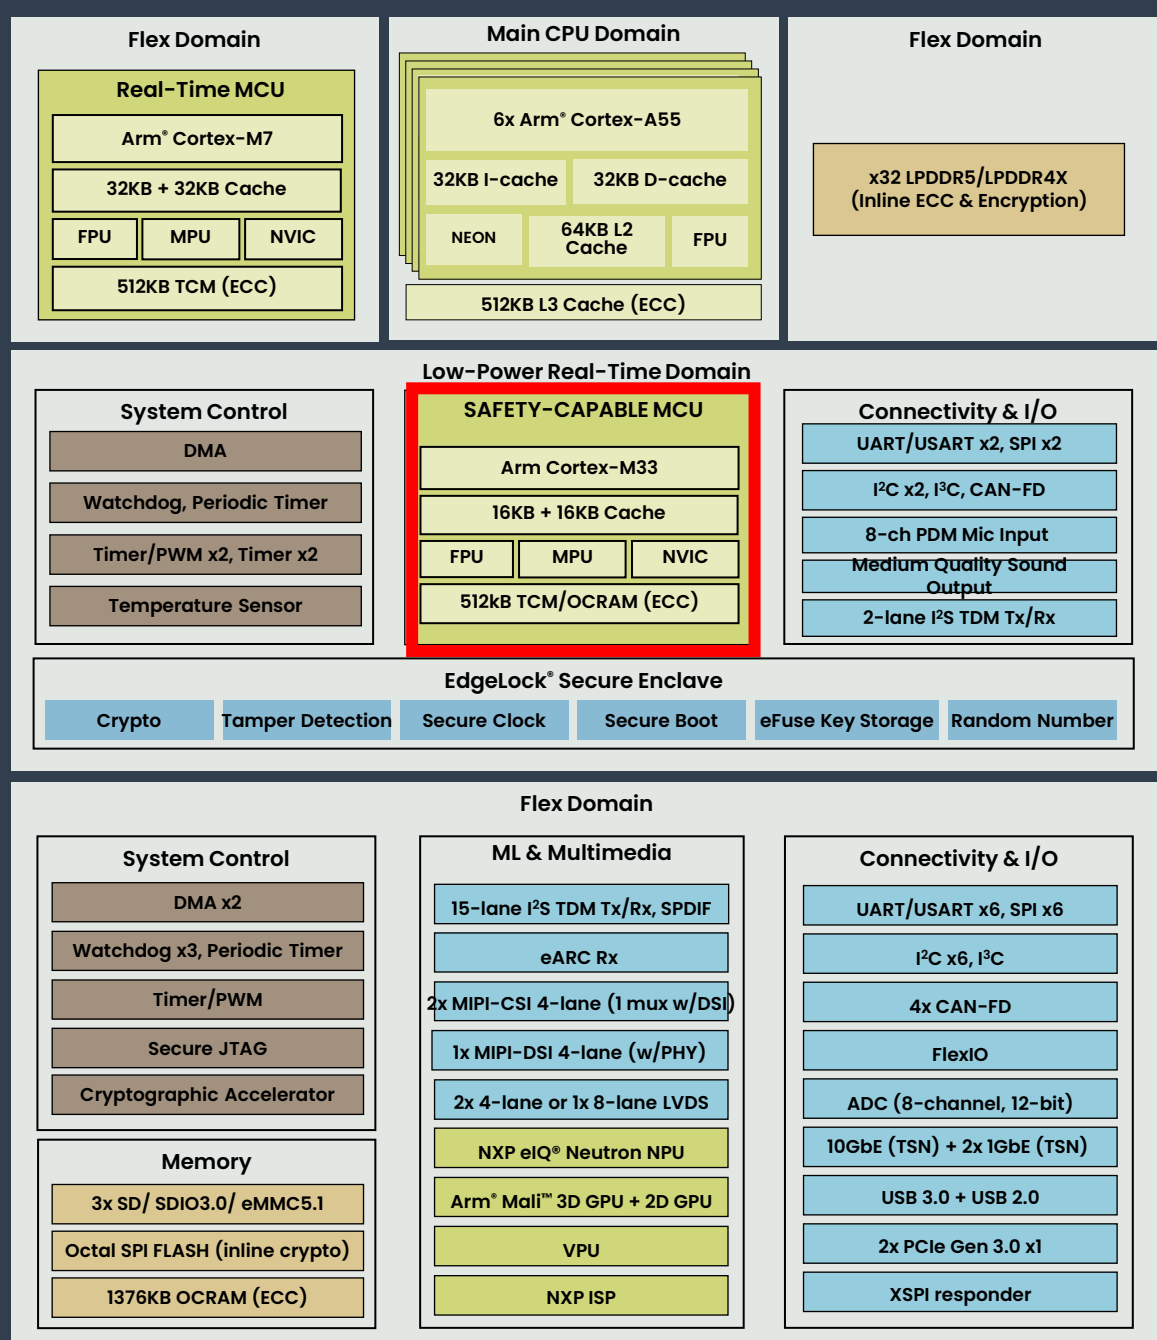 Flex Domain
Real-Time MCU
Arm® Cortex-M7
32KB + 32KB Cache
FPU
MPU
NVIC
512KB TCM (ECC)
Main CPU Domain
6x Arm® Cortex-A55
32KB I-cache
32KB D-cache
NEON
64KB L2
Cache
FPU
512KB L3 Cache (ECC)
Flex Domain
x32 LPDDR5/LPDDR4X
(Inline ECC & Encryption)
Low-Power Real-Time Domain
System Control
DMA
Watchdog, Periodic Timer
Timer/PWM x2, Timer x2
Temperature Sensor
SAFETY-CAPABLE MCU
Arm Cortex-M33
16KB + 16KB Cache
FPU
MPU
NVIC
512kB TCM/OCRAM (ECC)
Connectivity & I/O
UART/USART x2, SPI x2
I²C x2, I³C, CAN-FD
8-ch PDM Mic Input
Medium Quality Sound
Output
2-lane I²S TDM Tx/Rx
EdgeLock® Secure Enclave
Crypto
Tamper Detection
Secure Clock
Secure Boot
eFuse Key Storage
Random Number
Flex Domain
System Control
DMA x2
Watchdog x3, Periodic Timer
Timer/PWM
Secure JTAG
Cryptographic Accelerator
Memory
3x SD/ SDIO3.0/ eMMC5.1
Octal SPI FLASH (inline crypto)
1376KB OCRAM (ECC)
ML & Multimedia
15-lane I²S TDM Tx/Rx, SPDIF
eARC Rx
2x MIPI-CSI 4-lane (1 mux w/DSI)
1x MIPI-DSI 4-lane (w/PHY)
2x 4-lane or 1x 8-lane LVDS
NXP eIQ® Neutron NPU
Arm® Mali™ 3D GPU + 2D GPU
VPU
NXP ISP
Connectivity & I/O
UART/USART x6, SPI x6
I²C x6, I³C
4x CAN-FD
FlexIO
ADC (8-channel, 12-bit)
10GbE (TSN) + 2x 1GbE (TSN)
USB 3.0 + USB 2.0
2x PCIe Gen 3.0 x1
XSPI responder